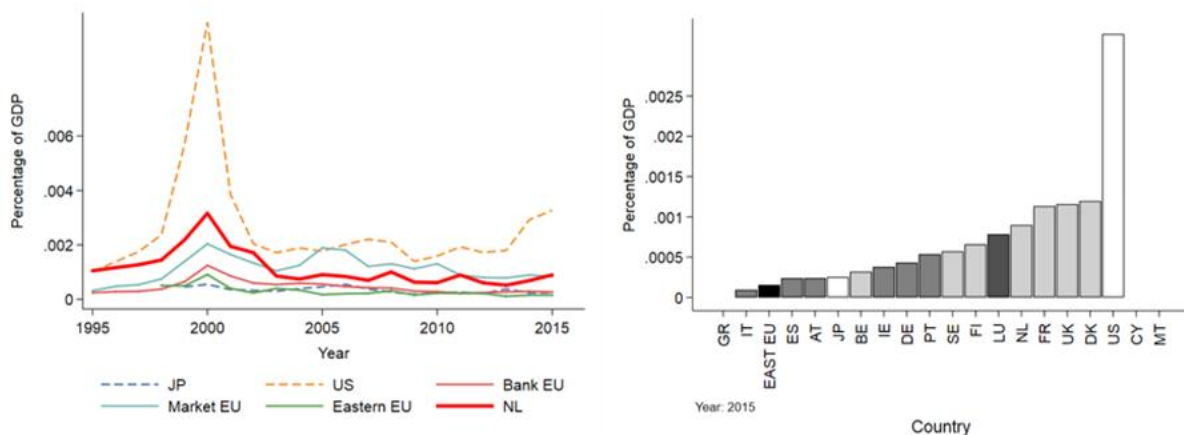 Percentage of GDP
.006
.004
.002
0
1995
2000
2005
2010
2015
Year
JP
US
Bank EU
Market EU
Eastern EU
NL
Percentage of GDP
.0025
.002
.0015
.001
.0005
0
GR
IT
EAST EU
ES
AT
JP
BE
IE
DE
PT
SE
FI
LU
NL
FR
UK
DK
US
CY
MT
Year: 2015
Country